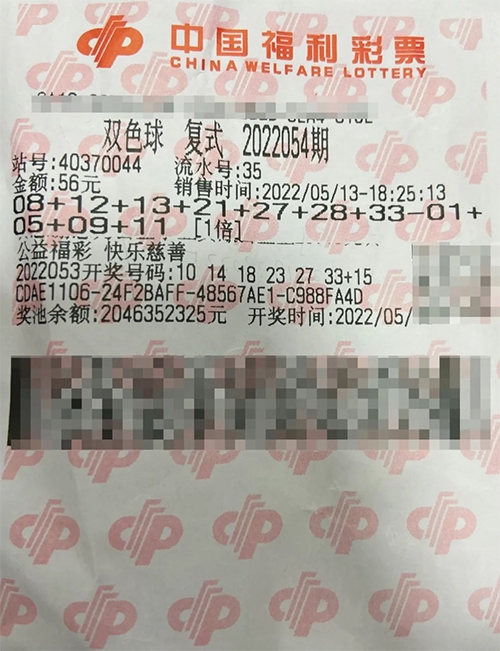 中国福利彩票
CHINA WELFARE LOTTERY
双色球 复式 2022054期
站号:40370044 流水号:35
金额:56元 销售时间:2022/05/13-18:25:13
08+12+13+21+27+28+33-01+
05+09+11 [1倍]
公益福彩 快乐慈善
2022053开奖号码:10 14 18 23 27 33+15
CDAE1106-24F2BAFF-48567AE1-C988FA4D
奖池余额:2046352325元 开奖时间:2022/05/